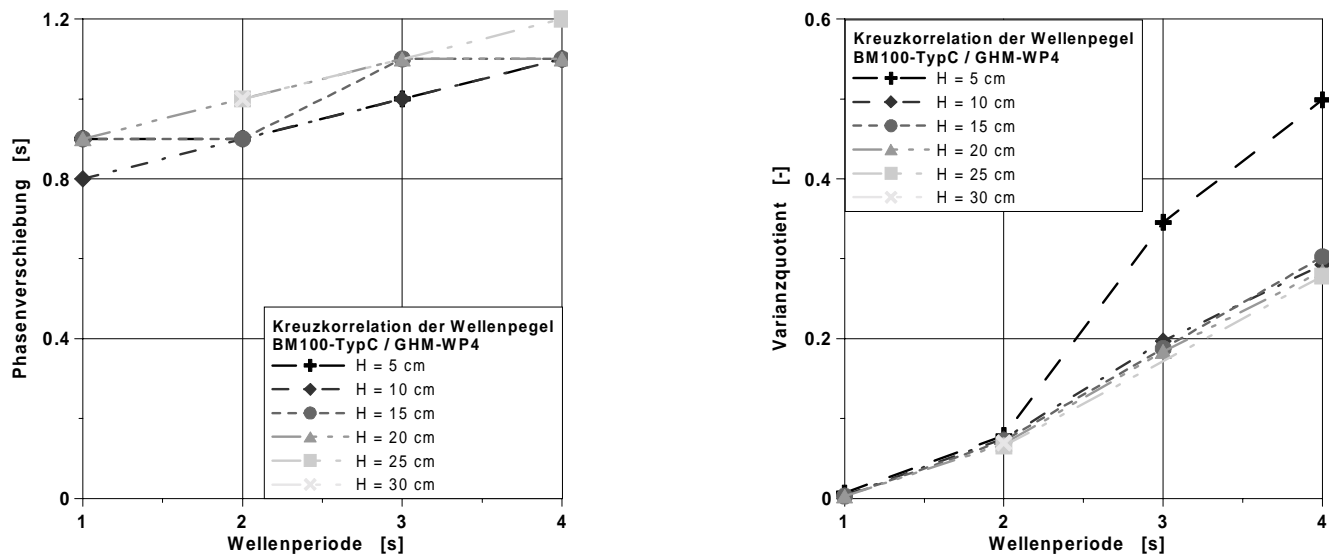 1.2
0.8
0.4
0
Phasenverschiebung [s]
Kreuzkorrelation der Wellenpegel
BM100-TypC / GHM-WP4
H = 5 cm
H = 10 cm
H = 15 cm
H = 20 cm
H = 25 cm
H = 30 cm
1 2 3 4
Wellenperiode [s]
0.6
0.4
0.2
0
Varianzquotient [-]
Kreuzkorrelation der Wellenpegel
BM100-TypC / GHM-WP4
H = 5 cm
H = 10 cm
H = 15 cm
H = 20 cm
H = 25 cm
H = 30 cm
1 2 3 4
Wellenperiode [s]